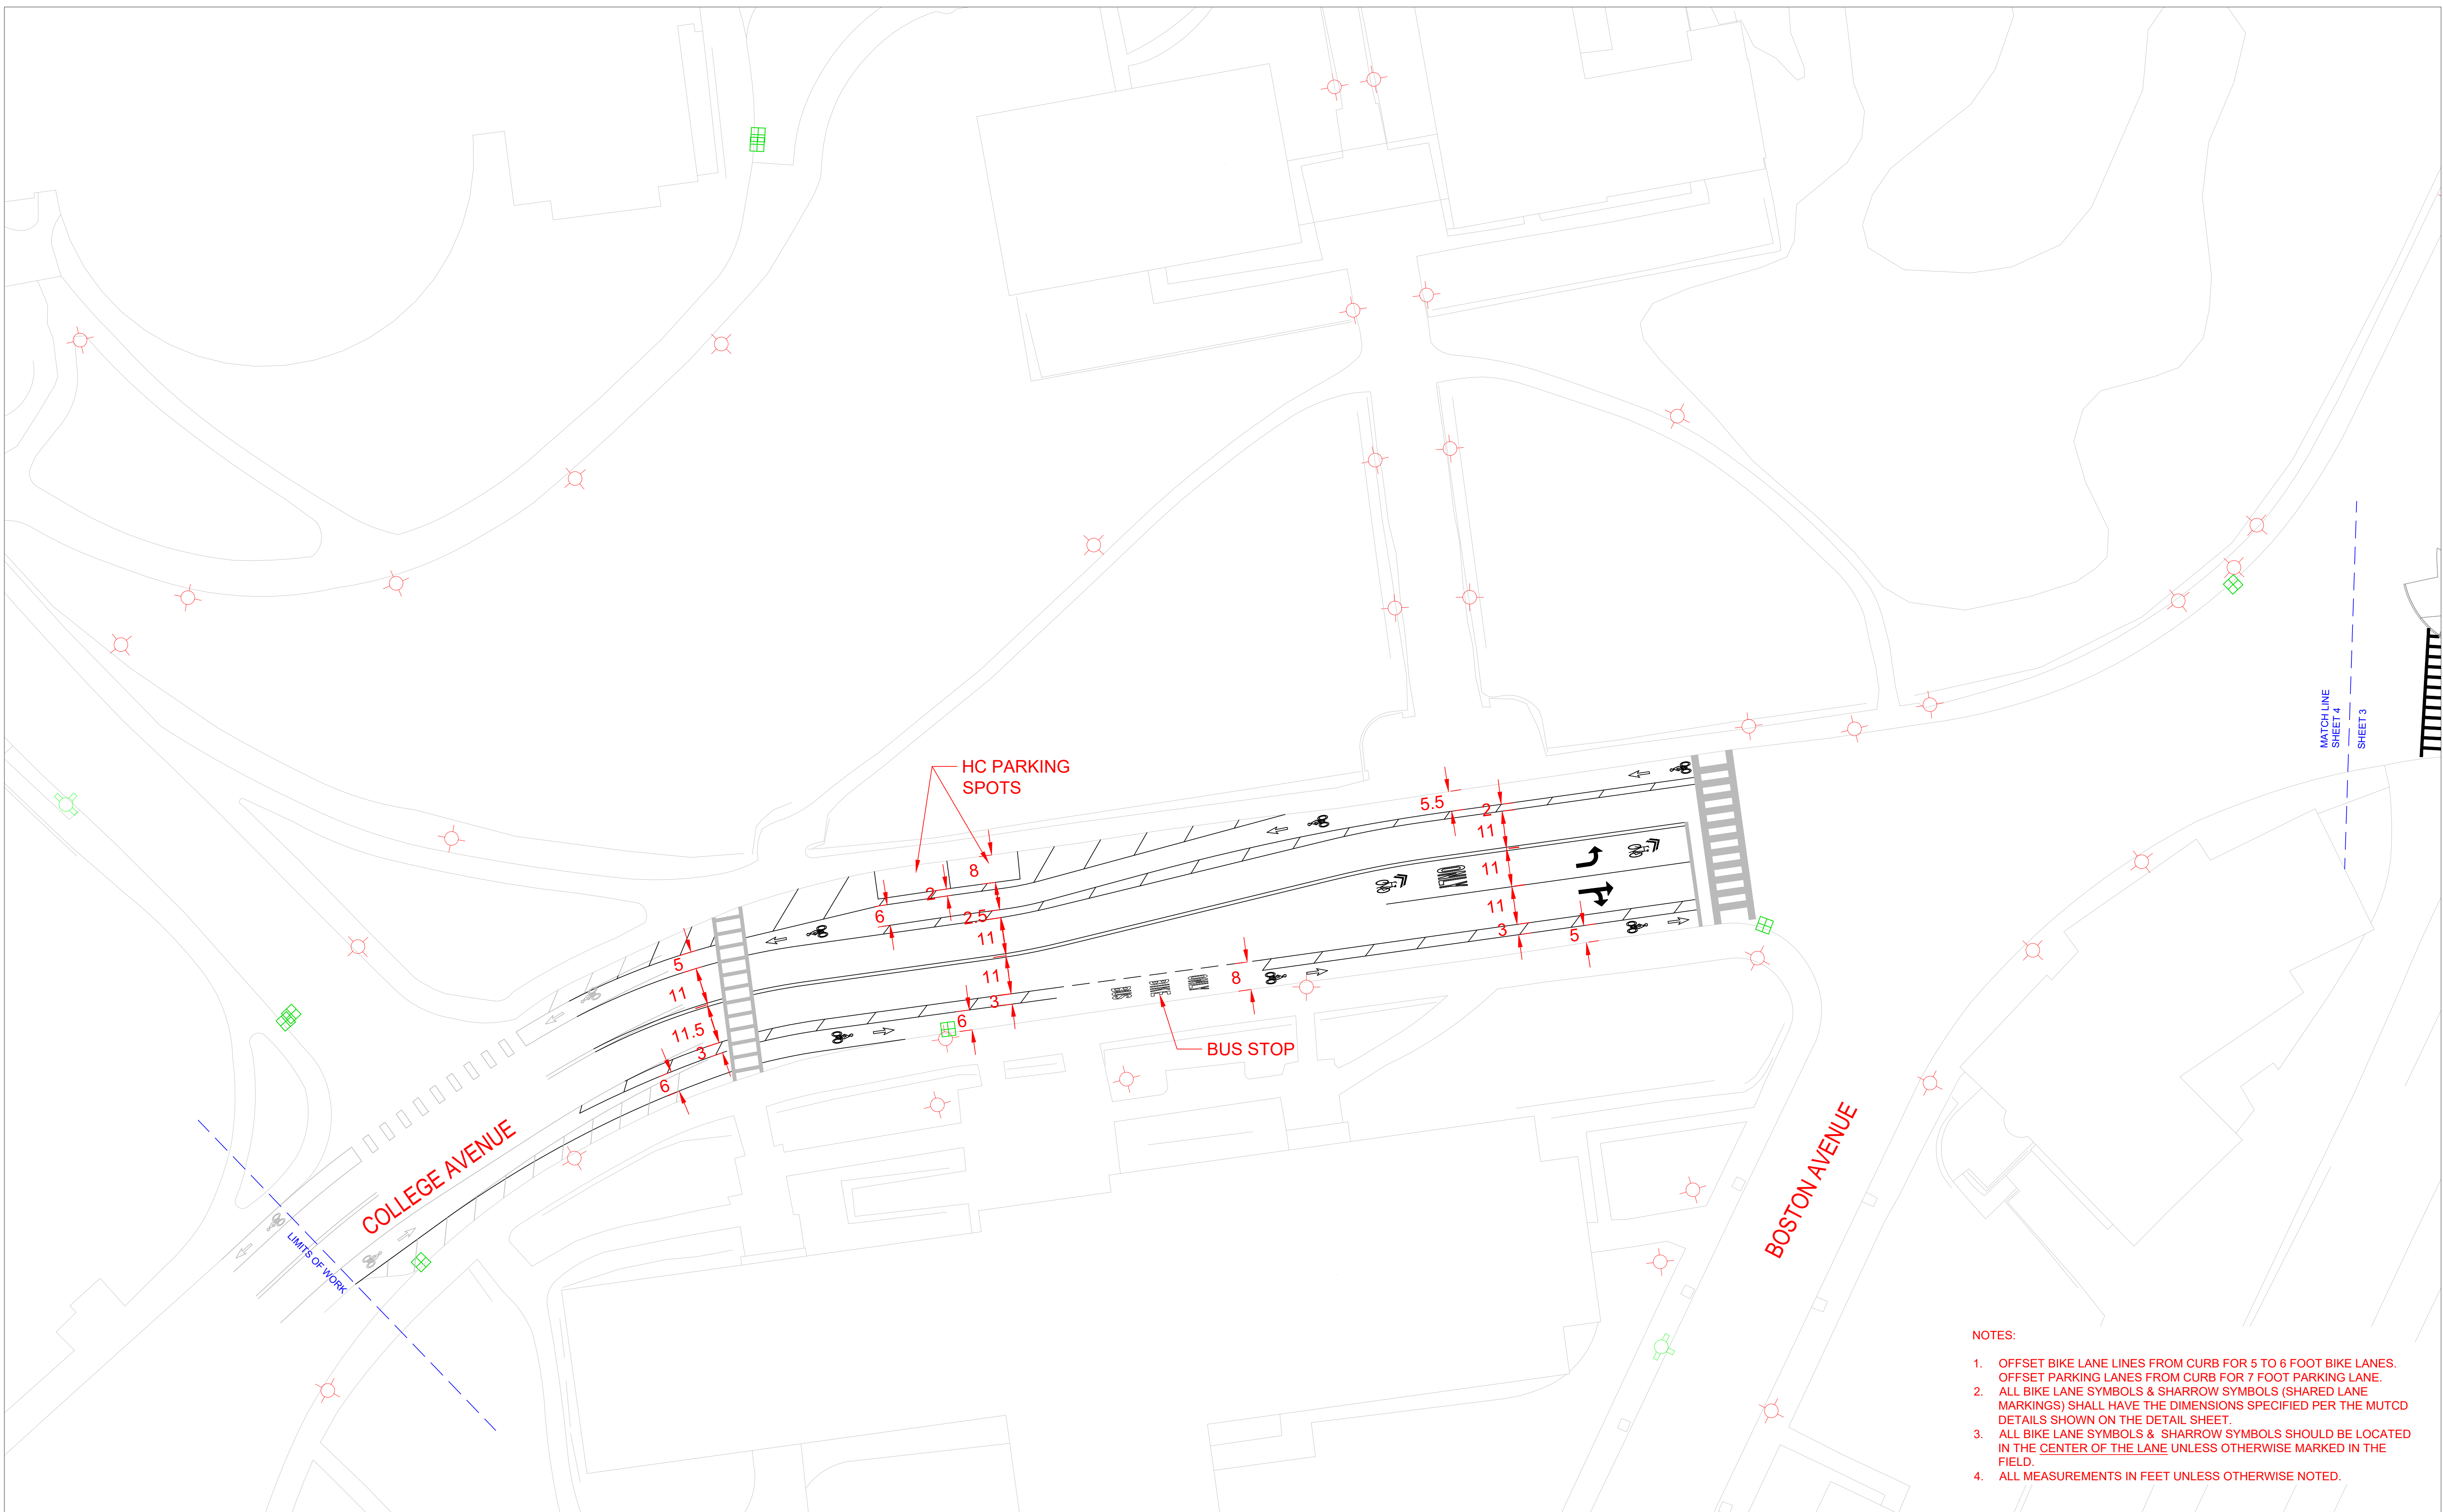 MATCH LINE
SHEET 4
SHEET 3
HC PARKING
SPOTS
5.5
2
11
11
11
3
5
8
2
6
2.5
11
11
3
6
8
ONLY
BUS
BIKE
ONLY
BUS STOP
5
11
11.5
3
6
COLLEGE AVENUE
LIMITS OF WORK
BOSTON AVENUE
NOTES:
1. OFFSET BIKE LANE LINES FROM CURB FOR 5 TO 6 FOOT BIKE LANES.
OFFSET PARKING LANES FROM CURB FOR 7 FOOT PARKING LANE.
2. ALL BIKE LANE SYMBOLS & SHARROW SYMBOLS (SHARED LANE
MARKINGS) SHALL HAVE THE DIMENSIONS SPECIFIED PER THE MUTCD
DETAILS SHOWN ON THE DETAIL SHEET.
3. ALL BIKE LANE SYMBOLS & SHARROW SYMBOLS SHOULD BE LOCATED
IN THE CENTER OF THE LANE UNLESS OTHERWISE MARKED IN THE
FIELD.
4. ALL MEASUREMENTS IN FEET UNLESS OTHERWISE NOTED.